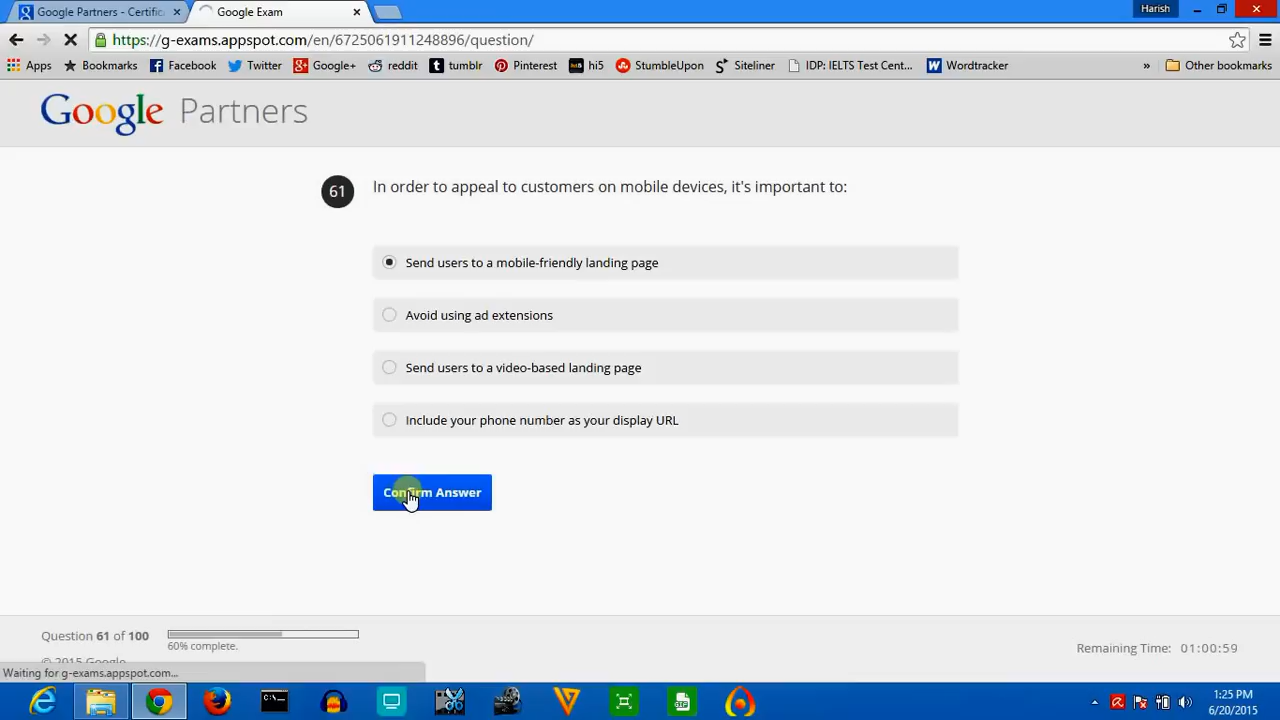 Google Partners - Certific
Google Exam
Harish
https://g-exams.appspot.com/en/6725061911248896/question/
Apps
Bookmarks
Facebook
Twitter
Google+
reddit
tumblr
Pinterest
hi5
StumbleUpon
Siteliner
IDP: IELTS Test Cent...
Wordtracker
»
Other bookmarks
Google Partners
61
In order to appeal to customers on mobile devices, it's important to:
Send users to a mobile-friendly landing page
Avoid using ad extensions
Send users to a video-based landing page
Include your phone number as your display URL
Confirm Answer
Question 61 of 100
60% complete.
Remaining Time: 01:00:59
© 2015 Google
Waiting for g-exams.appspot.com...
1:25 PM
6/20/2015